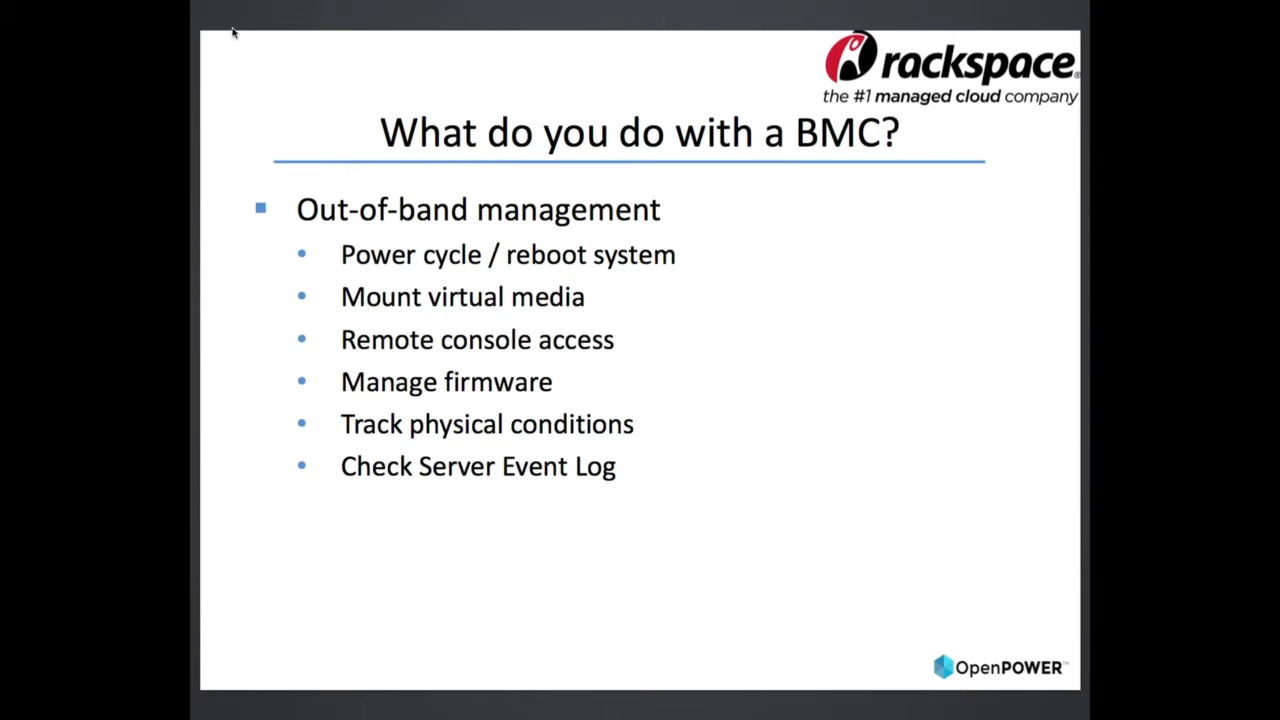 rackspace®
the #1 managed cloud company
What do you do with a BMC?
Out-of-band management
Power cycle / reboot system
Mount virtual media
Remote console access
Manage firmware
Track physical conditions
Check Server Event Log
OpenPOWER™